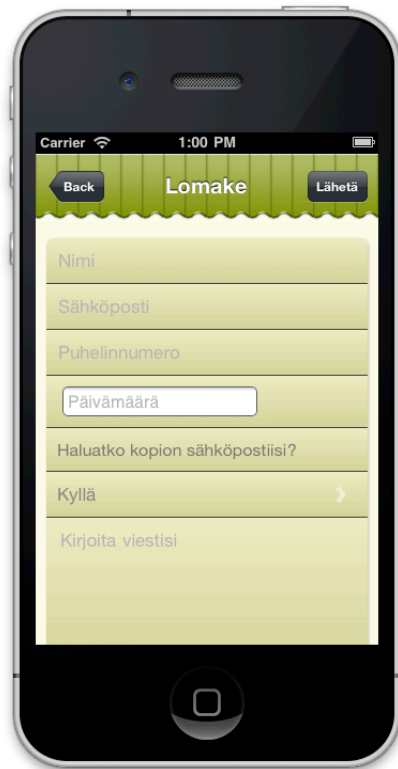 Carrier 1:00 PM
Back Lomake Lähetä
Nimi
Sähköposti
Puhelinnumero
Päivämäärä
Haluatko kopion sähköpostiisi?
Kyllä
Kirjoita viestisi